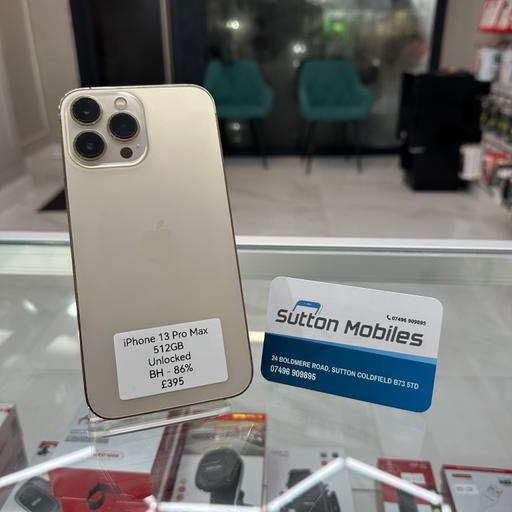 iPhone 13 Pro Max
512GB
Unlocked
BH - 86%
£395
07496 909895
Sutton Mobiles
24 BOLDMERE ROAD, SUTTON COLDFIELD B73 5TD
07496 909895